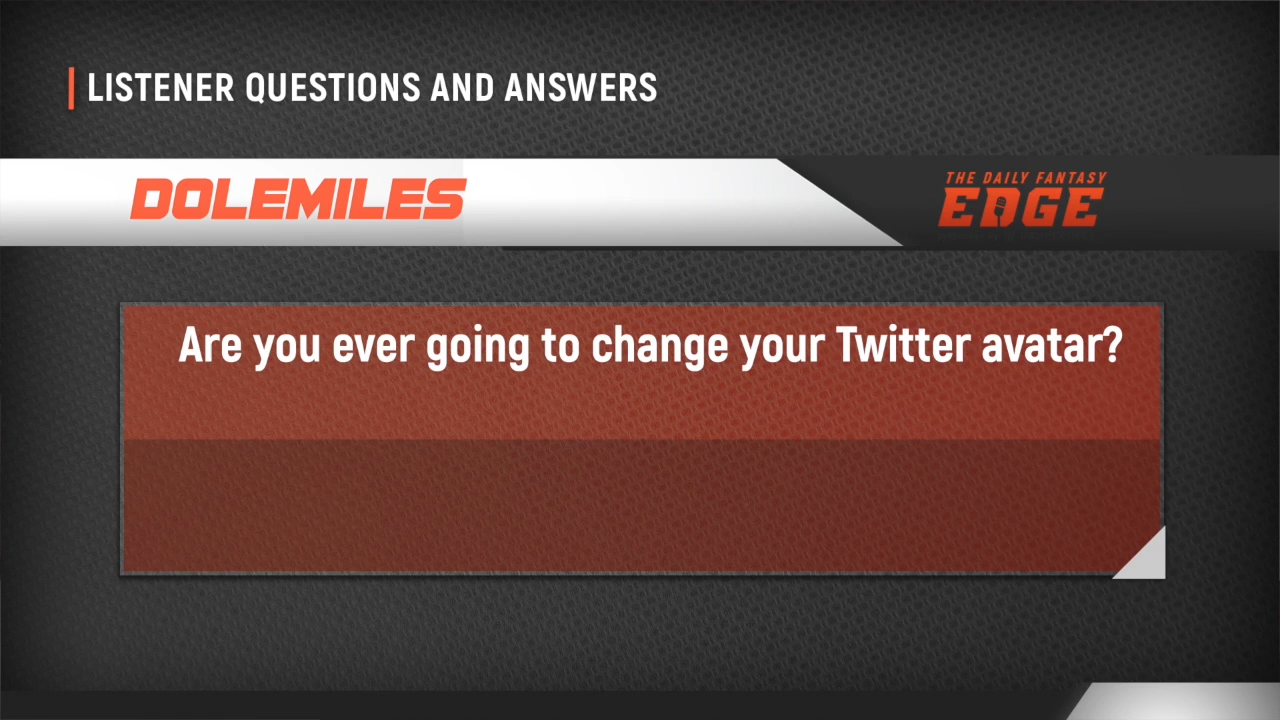 LISTENER QUESTIONS AND ANSWERS
DOLEMILES
THE DAILY FANTASY
EDGE
Are you ever going to change your Twitter avatar?